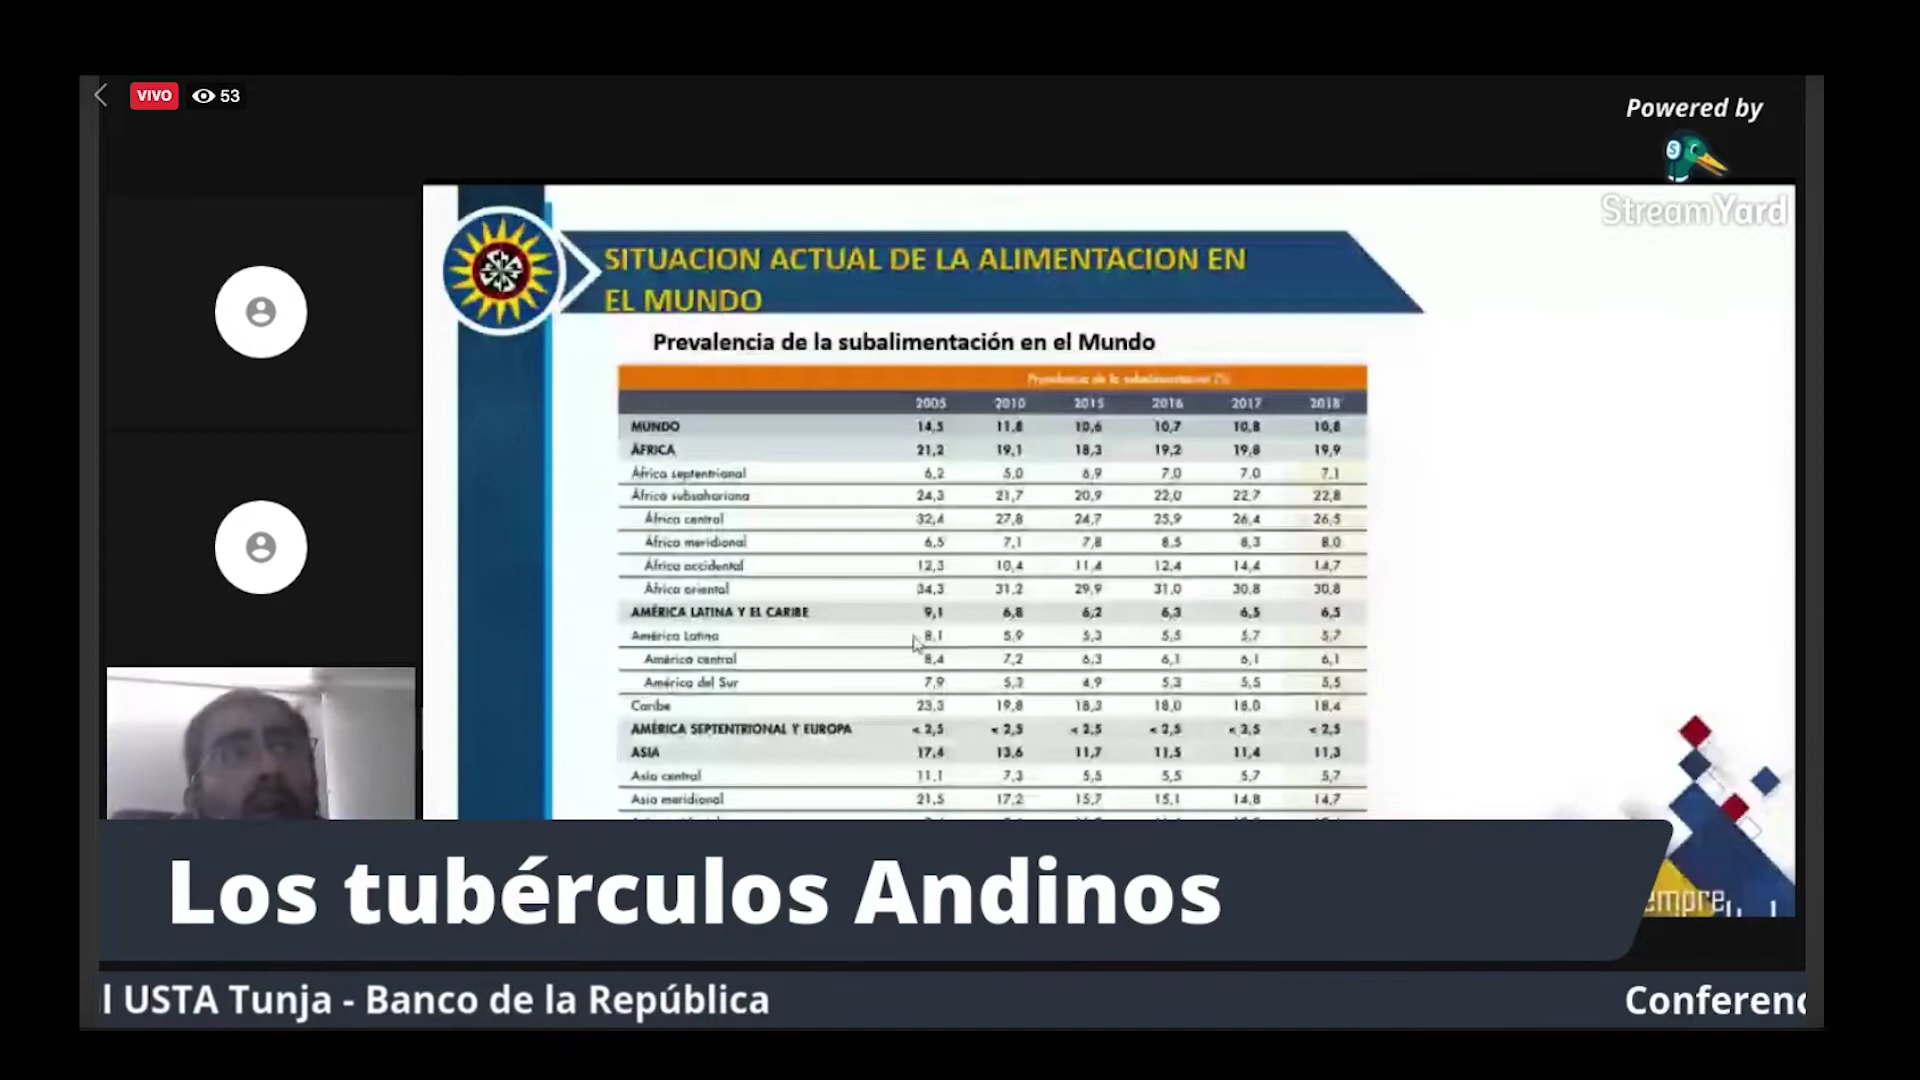 VIVO 53
Powered by
S
StreamYard
SITUACION ACTUAL DE LA ALIMENTACION EN
EL MUNDO
Prevalencia de la subalimentación en el Mundo
Prevalencia de la subalimentación (%)
2005 2010 2015 2016 2017 2018
MUNDO 14,5 11,8 10,6 10,7 10,8 10,8
ÁFRICA 21,2 19,1 18,3 19,2 19,8 19,9
África septentrional 6,2 5,0 6,9 7,0 7,0 7,1
África subsahariana 24,3 21,7 20,9 22,0 22,7 22,8
África central 32,4 27,8 24,7 25,9 26,4 26,5
África meridional 6,5 7,1 7,8 8,5 8,3 8,0
África occidental 12,3 10,4 11,4 12,4 14,4 14,7
África oriental 34,3 31,2 29,9 31,0 30,8 30,8
AMÉRICA LATINA Y EL CARIBE 9,1 6,8 6,2 6,3 6,5 6,5
América Latina 8,1 5,9 5,3 5,5 5,7 5,7
América central 8,4 7,2 6,3 6,1 6,1 6,1
América del Sur 7,9 5,3 4,9 5,3 5,5 5,5
Caribe 23,3 19,8 18,3 18,0 18,0 18,4
AMÉRICA SEPTENTRIONAL Y EUROPA < 2,5 < 2,5 < 2,5 < 2,5 < 2,5 < 2,5
ASIA 17,4 13,6 11,7 11,5 11,4 11,3
Asia central 11,1 7,3 5,5 5,5 5,7 5,7
Asia meridional 21,5 17,2 15,7 15,1 14,8 14,7
Los tubérculos Andinos
empre
l USTA Tunja - Banco de la República
Conferenc